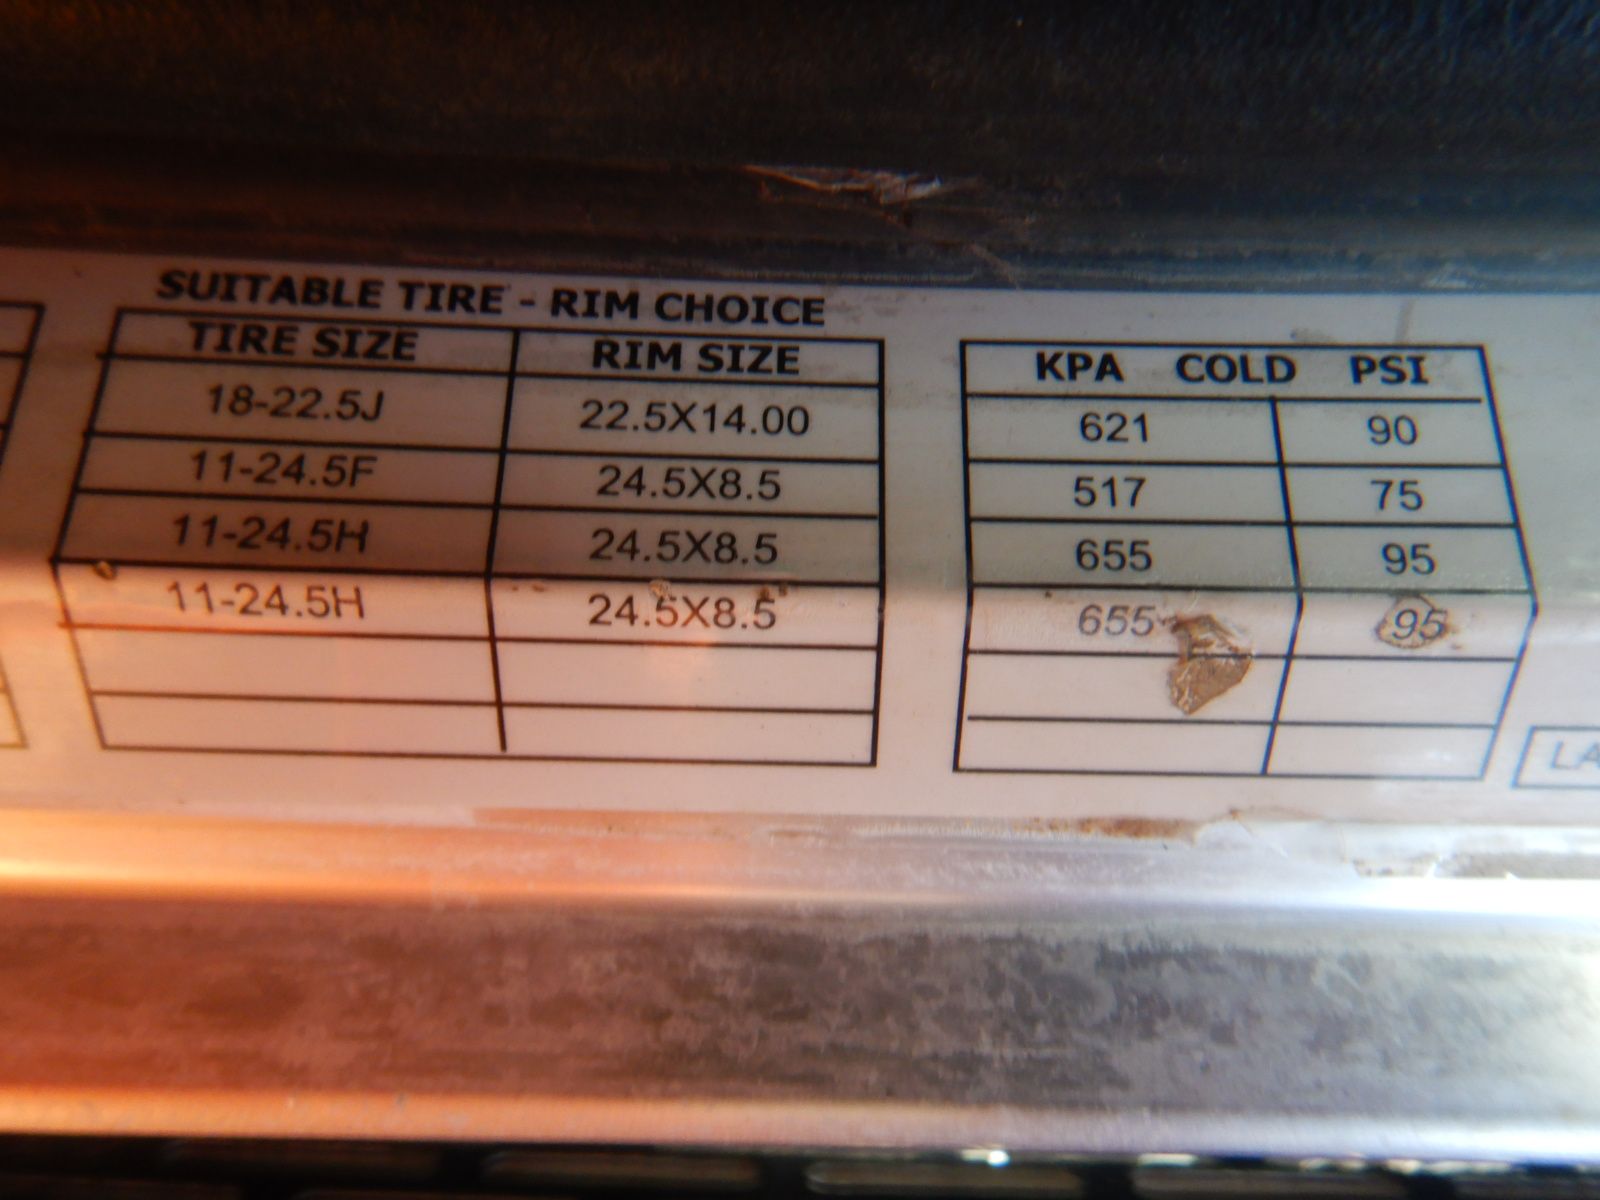 SUITABLE TIRE - RIM CHOICE
TIRE SIZE RIM SIZE KPA COLD PSI
18-22.5J 22.5X14.00 621 90
11-24.5F 24.5X8.5 517 75
11-24.5H 24.5X8.5 655 95
11-24.5H 24.5X8.5 655 95